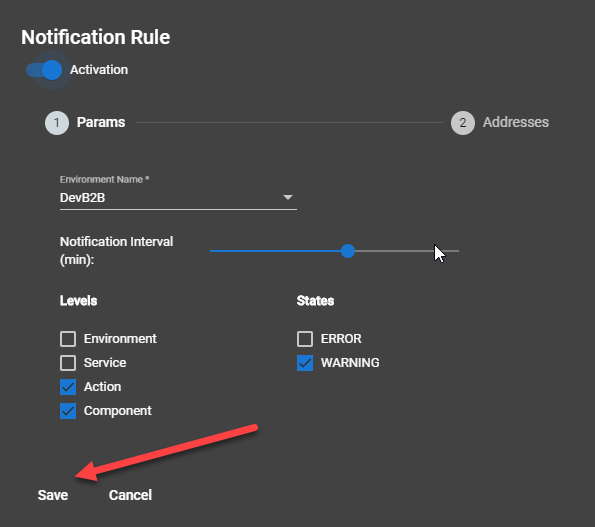 Notification Rule
Activation
1 Params
2 Addresses
Environment Name *
DevB2B
Notification Interval
(min):
Levels
Environment
Service
Action
Component
States
ERROR
WARNING
Save
Cancel